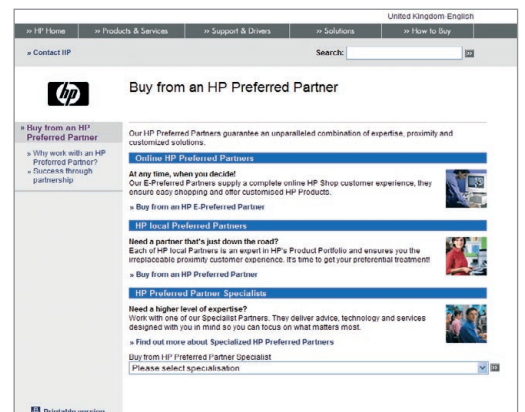 United Kingdom-English
» HP Home
» Products & Services
» Support & Drivers
» Solutions
» How to Buy
» Contact HP
Search:
hp
Buy from an HP Preferred Partner
» Buy from an HP
Preferred Partner
» Why work with an HP
Preferred Partner?
» Success through
partnership
Our HP Preferred Partners guarantee an unparalleled combination of expertise, proximity and
customized solutions.
Online HP Preferred Partners
At any time, when you decide!
Our E-Preferred Partners supply a complete online HP Shop customer experience, they
ensure easy shopping and offer customised HP Products.
» Buy from an HP E-Preferred Partner
HP local Preferred Partners
Need a partner that's just down the road?
Each of HP local Partners is an expert in HP's Product Portfolio and ensures you the
irreplaceable proximity customer experience. It's time to get your preferential treatment!
» Buy from an HP Preferred Partner
HP Preferred Partner Specialists
Need a higher level of expertise?
Work with one of our Specialist Partners. They deliver advice, technology and services
designed with you in mind so you can focus on what matters most.
» Find out more about Specialized HP Preferred Partners
Buy from HP Preferred Partner Specialist
Please select specialisation
Printable version